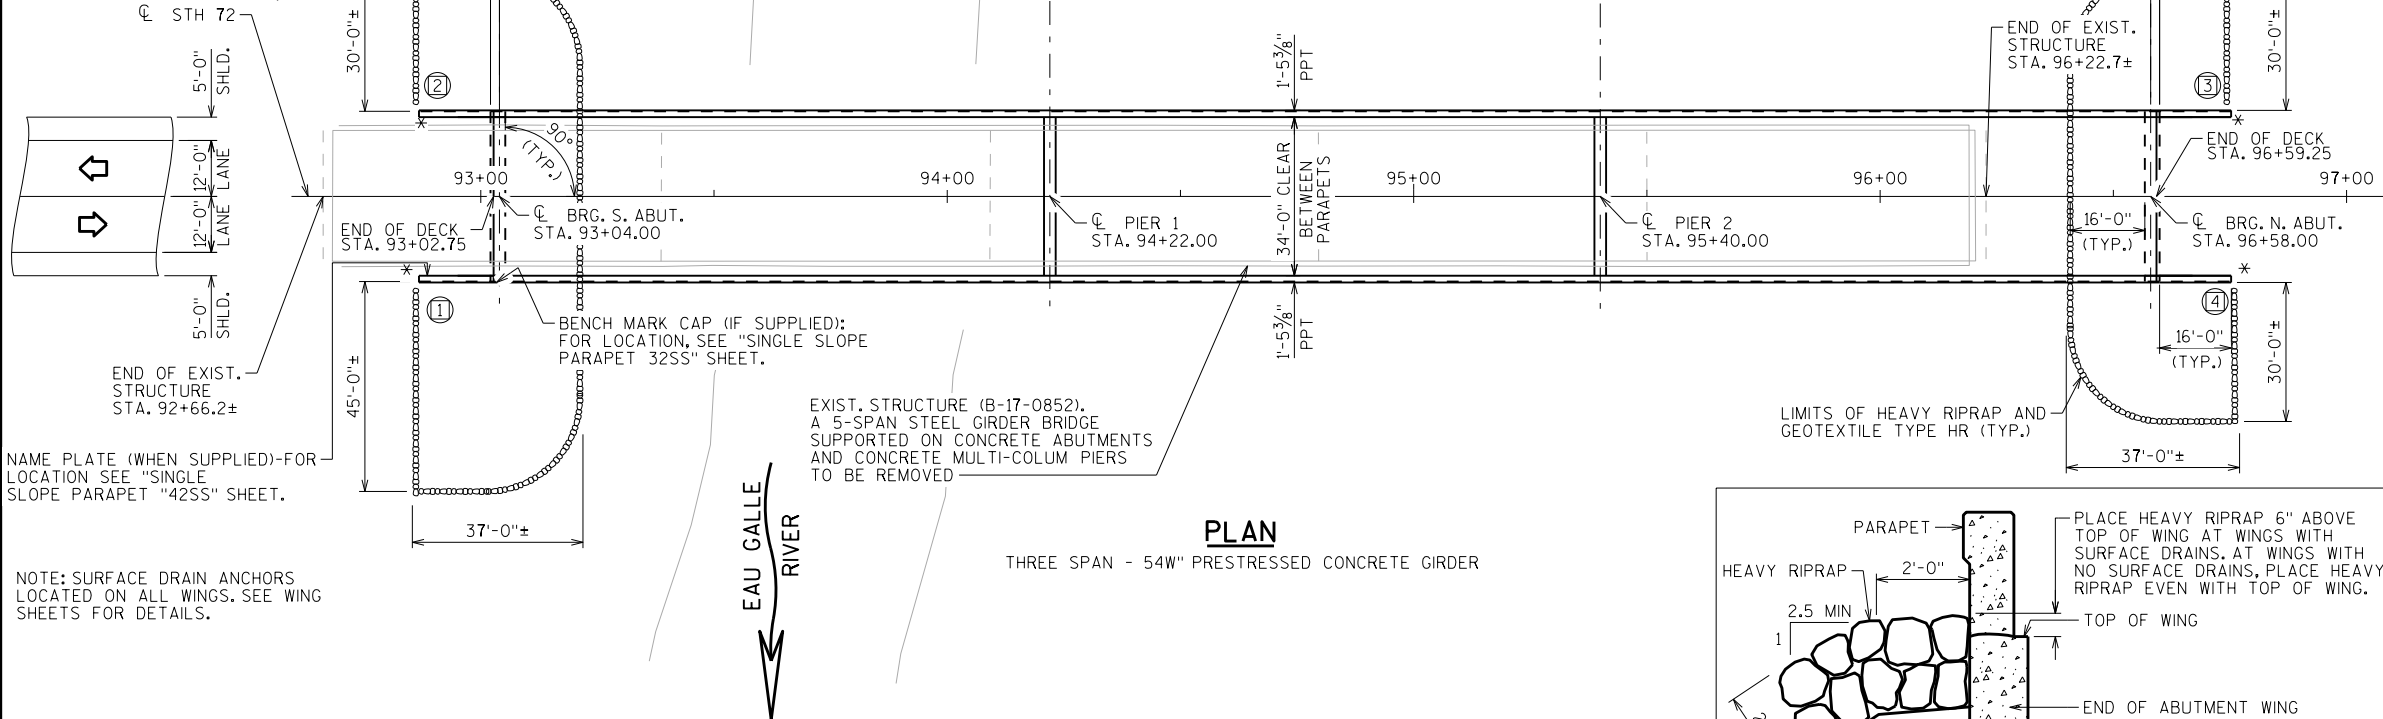 ℄ STH 72
5'-0"
SHLD.
12'-0"
LANE
12'-0"
LANE
5'-0"
SHLD.
30'-0"±
2
90°
(TYP.)
93+00
94+00
95+00
96+00
97+00
1'-5⅜"
PPT
34'-0" CLEAR
BETWEEN
PARAPETS
1'-5⅜"
PPT
END OF EXIST.
STRUCTURE
STA. 96+22.7±
3
30'-0"±
END OF DECK
STA. 96+59.25
END OF DECK
STA. 93+02.75
℄ BRG. S. ABUT.
STA. 93+04.00
℄ PIER 1
STA. 94+22.00
℄ PIER 2
STA. 95+40.00
16'-0"
(TYP.)
℄ BRG. N. ABUT.
STA. 96+58.00
*
*
*
*
1
4
16'-0"
(TYP.)
30'-0"±
BENCH MARK CAP (IF SUPPLIED):
FOR LOCATION, SEE "SINGLE SLOPE
PARAPET 32SS" SHEET.
END OF EXIST.
STRUCTURE
STA. 92+66.2±
45'-0"±
EXIST. STRUCTURE (B-17-0852).
A 5-SPAN STEEL GIRDER BRIDGE
SUPPORTED ON CONCRETE ABUTMENTS
AND CONCRETE MULTI-COLUM PIERS
TO BE REMOVED
LIMITS OF HEAVY RIPRAP AND
GEOTEXTILE TYPE HR (TYP.)
37'-0"±
NAME PLATE (WHEN SUPPLIED)-FOR
LOCATION SEE "SINGLE
SLOPE PARAPET "42SS" SHEET.
37'-0"±
EAU GALLE
RIVER
PLAN
THREE SPAN - 54W" PRESTRESSED CONCRETE GIRDER
NOTE: SURFACE DRAIN ANCHORS
LOCATED ON ALL WINGS. SEE WING
SHEETS FOR DETAILS.
PARAPET
HEAVY RIPRAP
2'-0"
2.5 MIN
1
PLACE HEAVY RIPRAP 6" ABOVE
TOP OF WING AT WINGS WITH
SURFACE DRAINS. AT WINGS WITH
NO SURFACE DRAINS, PLACE HEAVY
RIPRAP EVEN WITH TOP OF WING.
TOP OF WING
END OF ABUTMENT WING